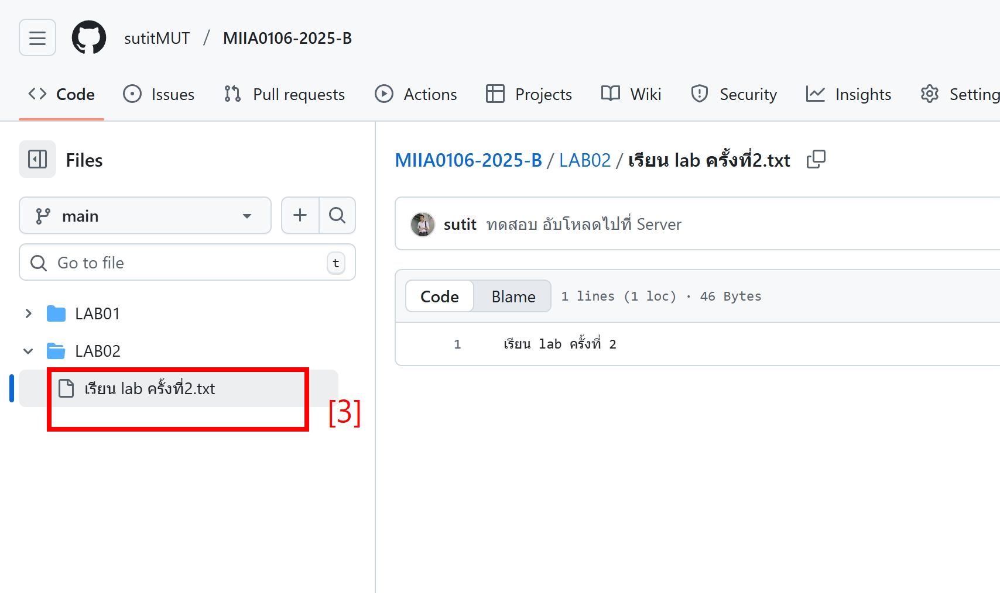 sutitMUT / MIIA0106-2025-B
Code Issues Pull requests Actions Projects Wiki Security Insights Setting
Files
main
Go to file t
LAB01
LAB02
เรียน lab ครั้งที่2.txt
[3]
MIIA0106-2025-B / LAB02 / เรียน lab ครั้งที่2.txt
sutit ทดสอบ อับโหลดไปที่ Server
Code Blame 1 lines (1 loc) · 46 Bytes
1 เรียน lab ครั้งที่ 2